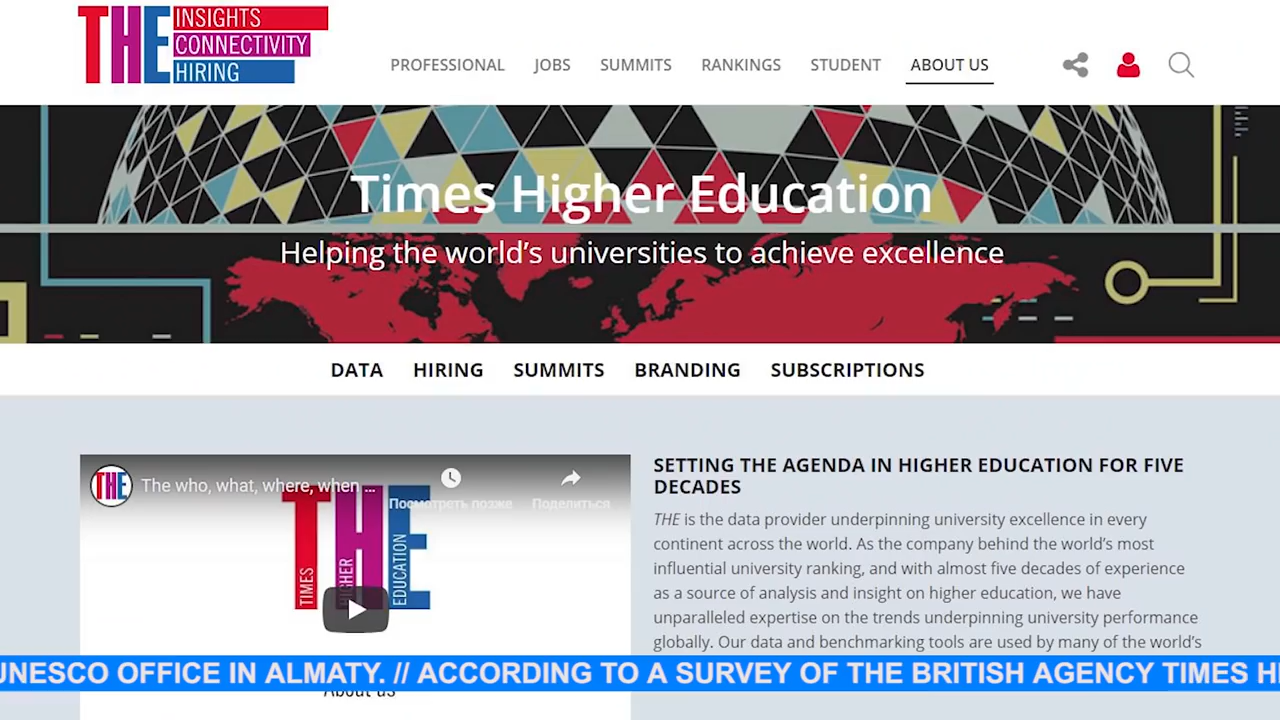 THE INSIGHTS
CONNECTIVITY
HIRING
PROFESSIONAL JOBS SUMMITS RANKINGS STUDENT ABOUT US
Times Higher Education
Helping the world's universities to achieve excellence
DATA HIRING SUMMITS BRANDING SUBSCRIPTIONS
THE
The who, what, where, when ...
Посмотреть позже
Поделиться
THE
TIMES
HIGHER
EDUCATION
About us
SETTING THE AGENDA IN HIGHER EDUCATION FOR FIVE
DECADES
THE is the data provider underpinning university excellence in every
continent across the world. As the company behind the world's most
influential university ranking, and with almost five decades of experience
as a source of analysis and insight on higher education, we have
unparalleled expertise on the trends underpinning university performance
globally. Our data and benchmarking tools are used by many of the world's
UNESCO OFFICE IN ALMATY. // ACCORDING TO A SURVEY OF THE BRITISH AGENCY TIMES H